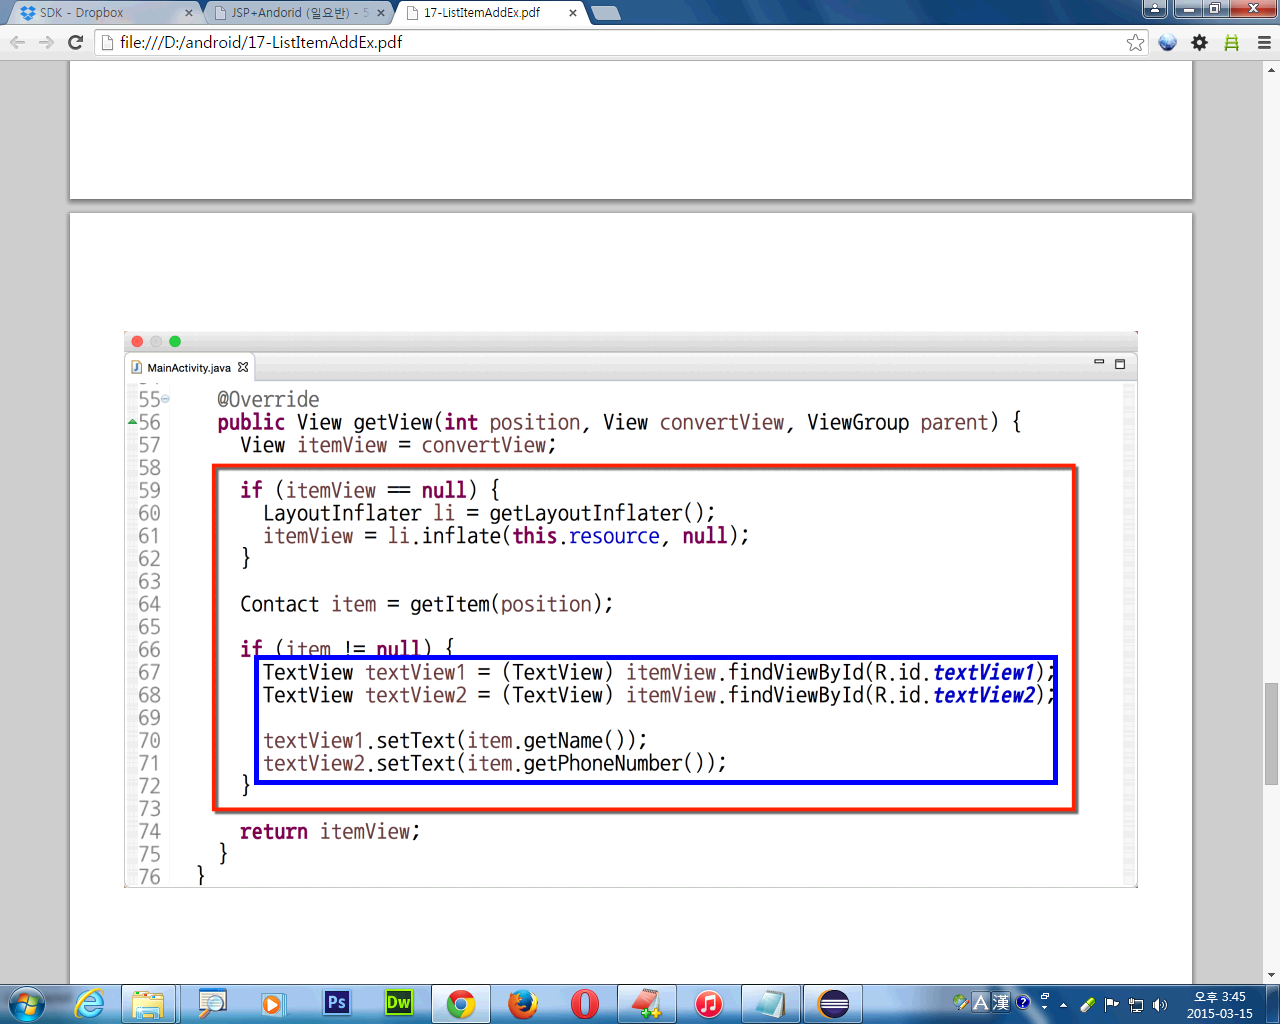 SDK - Dropbox
JSP+Andorid (일요반) - 5
17-ListItemAddEx.pdf
file:///D:/android/17-ListItemAddEx.pdf
MainActivity.java
55 @Override
56 public View getView(int position, View convertView, ViewGroup parent) {
57 View itemView = convertView;
58
59 if (itemView == null) {
60 LayoutInflater li = getLayoutInflater();
61 itemView = li.inflate(this.resource, null);
62 }
63
64 Contact item = getItem(position);
65
66 if (item != null) {
67 TextView textView1 = (TextView) itemView.findViewById(R.id.textView1);
68 TextView textView2 = (TextView) itemView.findViewById(R.id.textView2);
69
70 textView1.setText(item.getName());
71 textView2.setText(item.getPhoneNumber());
72 }
73
74 return itemView;
75 }
76 }
Ps
Dw
A 漢
오후 3:45
2015-03-15